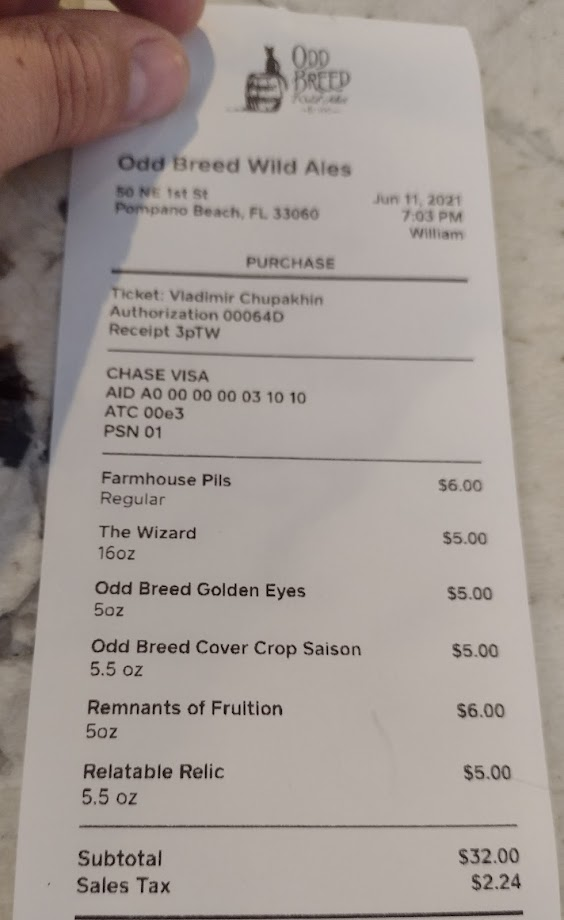 ODD
BREED
Odd Breed Wild Ales
50 NE 1st St
Pompano Beach, FL 33060
Jun 11, 2021
7:03 PM
William
PURCHASE
Ticket: Vladimir Chupakhin
Authorization 00064D
Receipt 3pTW
CHASE VISA
AID A0 00 00 00 03 10 10
ATC 00e3
PSN 01
Farmhouse Pils $6.00
Regular
The Wizard $5.00
16oz
Odd Breed Golden Eyes $5.00
5oz
Odd Breed Cover Crop Saison $5.00
5.5 oz
Remnants of Fruition $6.00
5oz
Relatable Relic $5.00
5.5 oz
Subtotal $32.00
Sales Tax $2.24